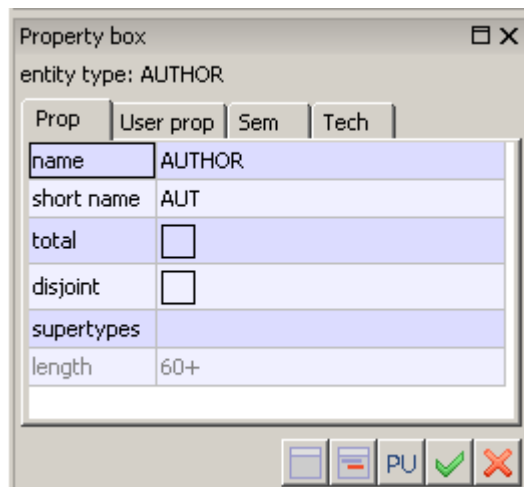 Property box
entity type: AUTHOR
Prop User prop Sem Tech
name AUTHOR
short name AUT
total
disjoint
supertypes
length 60+
PU